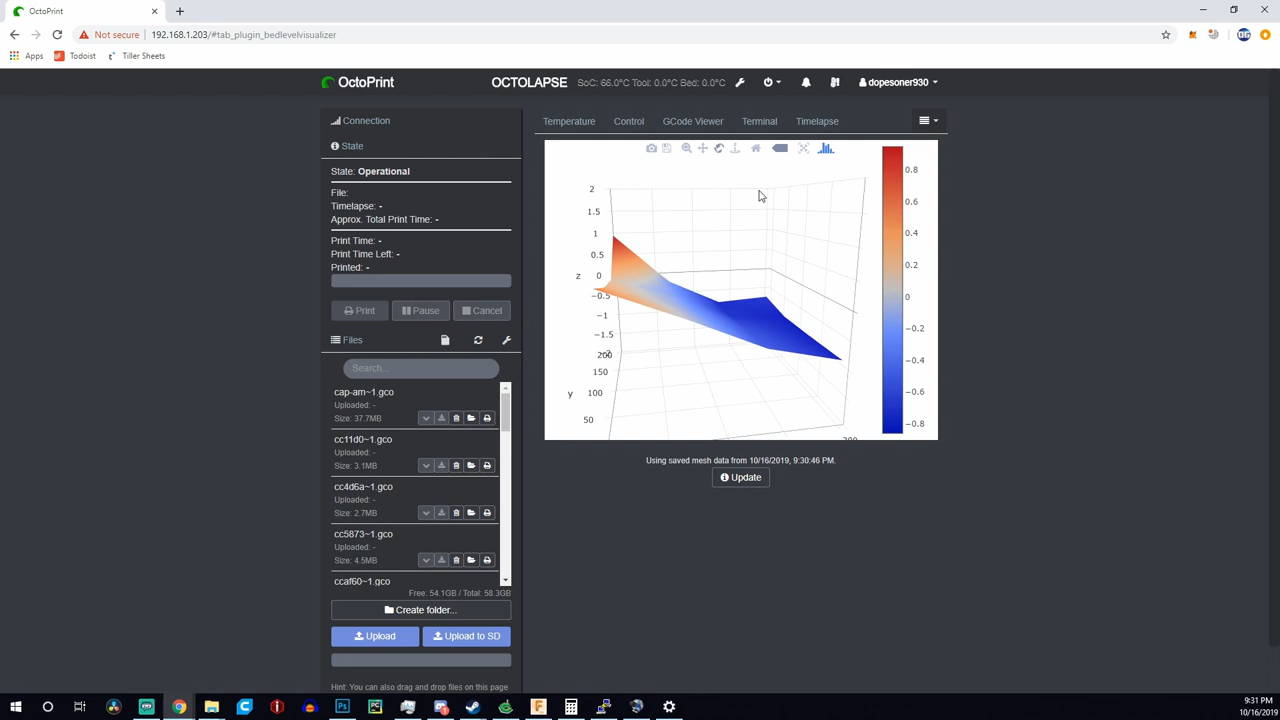 OctoPrint
Not secure
192.168.1.203/#tab_plugin_bedlevelvisualizer
Apps
Todoist
Tiller Sheets
OctoPrint
OCTOLAPSE
SoC: 66.0°C Tool: 0.0°C Bed: 0.0°C
dopesoner930
Connection
State
State: Operational
File:
Timelapse: -
Approx. Total Print Time: -
Print Time: -
Print Time Left: -
Printed: -
Print
Pause
Cancel
Files
Search...
cap-am~1.gco
Uploaded: -
Size: 37.7MB
cc11d0~1.gco
Uploaded: -
Size: 3.1MB
cc4d6a~1.gco
Uploaded: -
Size: 2.7MB
cc5873~1.gco
Uploaded: -
Size: 4.5MB
ccaf60~1.gco
Free: 54.1GB / Total: 58.3GB
Create folder...
Upload
Upload to SD
Hint: You can also drag and drop files on this page
Temperature
Control
GCode Viewer
Terminal
Timelapse
2
1.5
1
0.5
z
0
−0.5
−1
−1.5
−2
200
150
y
100
50
200
0.8
0.6
0.4
0.2
0
−0.2
−0.4
−0.6
−0.8
Using saved mesh data from 10/16/2019, 9:30:46 PM.
Update
9:31 PM
10/16/2019